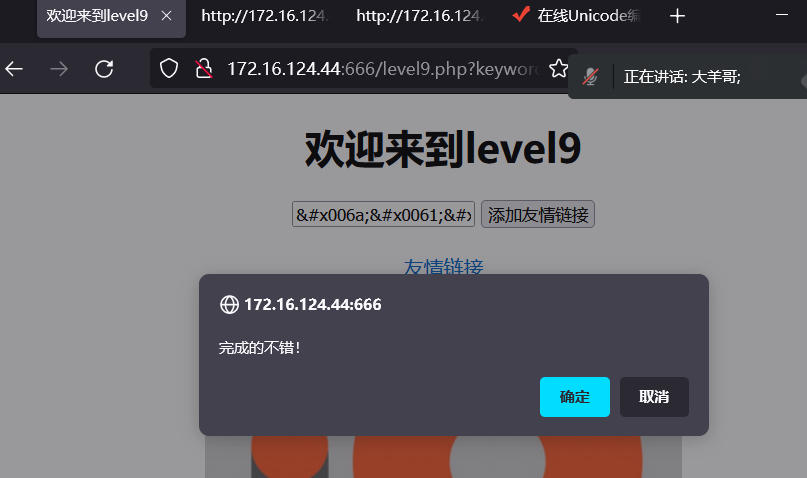 欢迎来到level9
http://172.16.124.
http://172.16.124.
在线Unicode编
172.16.124.44:666/level9.php?keyword
正在讲话: 大羊哥;
欢迎来到level9
&#x006a;&#x0061;&#x 添加友情链接
友情链接
172.16.124.44:666
完成的不错！
确定 取消